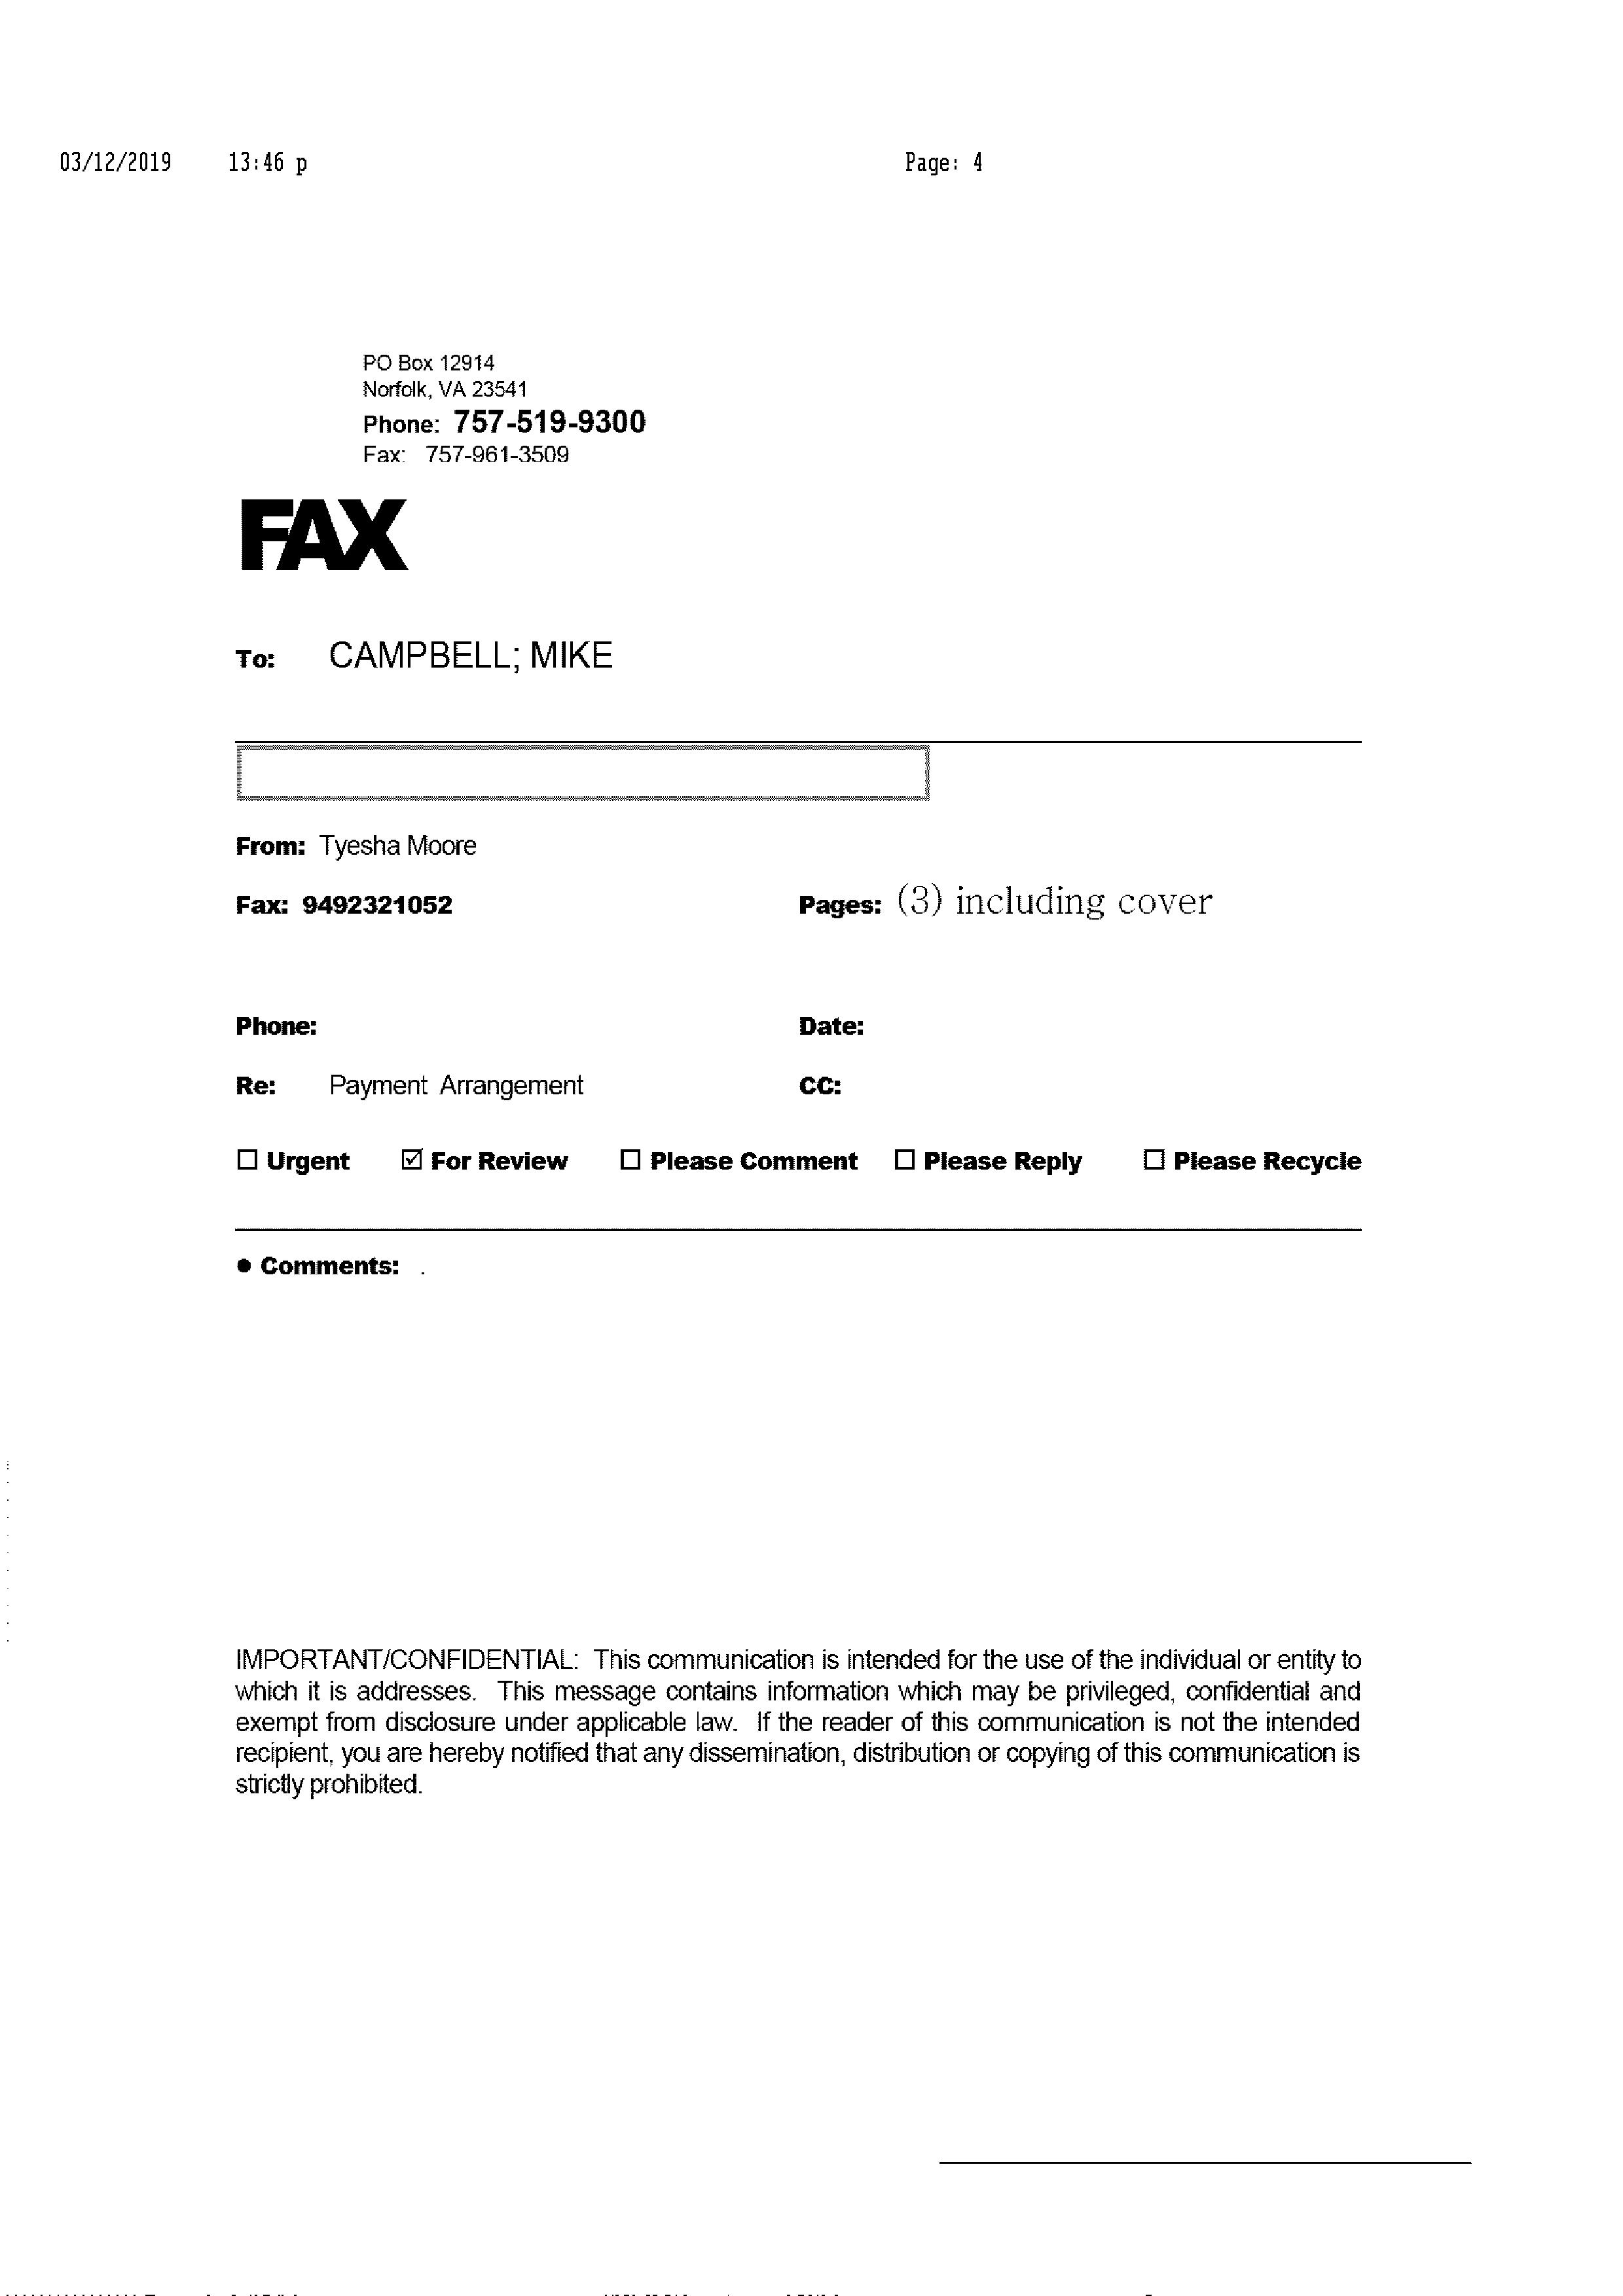 03/12/2019 13:46 p Page: 4
PO Box 12914
Norfolk, VA 23541
Phone: 757-519-9300
Fax: 757-961-3509
FAX
To: CAMPBELL; MIKE
From: Tyesha Moore
Fax: 9492321052 Pages: (3) including cover
Phone: Date:
Re: Payment Arrangement CC:
☐ Urgent ☑ For Review ☐ Please Comment ☐ Please Reply ☐ Please Recycle
● Comments: .
IMPORTANT/CONFIDENTIAL: This communication is intended for the use of the individual or entity to
which it is addresses. This message contains information which may be privileged, confidential and
exempt from disclosure under applicable law. If the reader of this communication is not the intended
recipient, you are hereby notified that any dissemination, distribution or copying of this communication is
strictly prohibited.